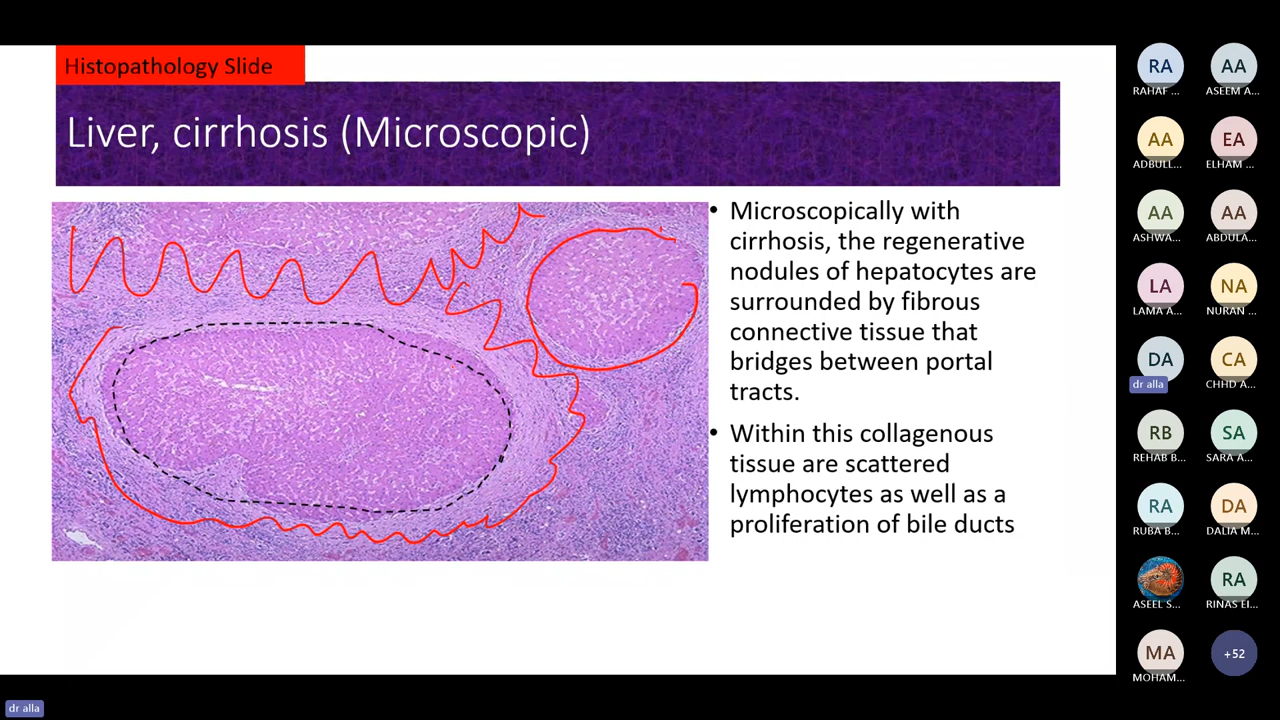 Histopathology Slide
Liver, cirrhosis (Microscopic)
• Microscopically with
cirrhosis, the regenerative
nodules of hepatocytes are
surrounded by fibrous
connective tissue that
bridges between portal
tracts.
• Within this collagenous
tissue are scattered
lymphocytes as well as a
proliferation of bile ducts
RA AA
RAHAF ... ASEEM A...
AA EA
ADBULL... ELHAM ...
AA AA
ASHWA... ABDULA...
LA NA
LAMA A... NURAN ...
DA CA
dr alla CHHD A...
RB SA
REHAB B... SARA A...
RA DA
RUBA B... DALIA M...
RA
ASEEL S... RINAS EI...
MA +52
MOHAM...
dr alla